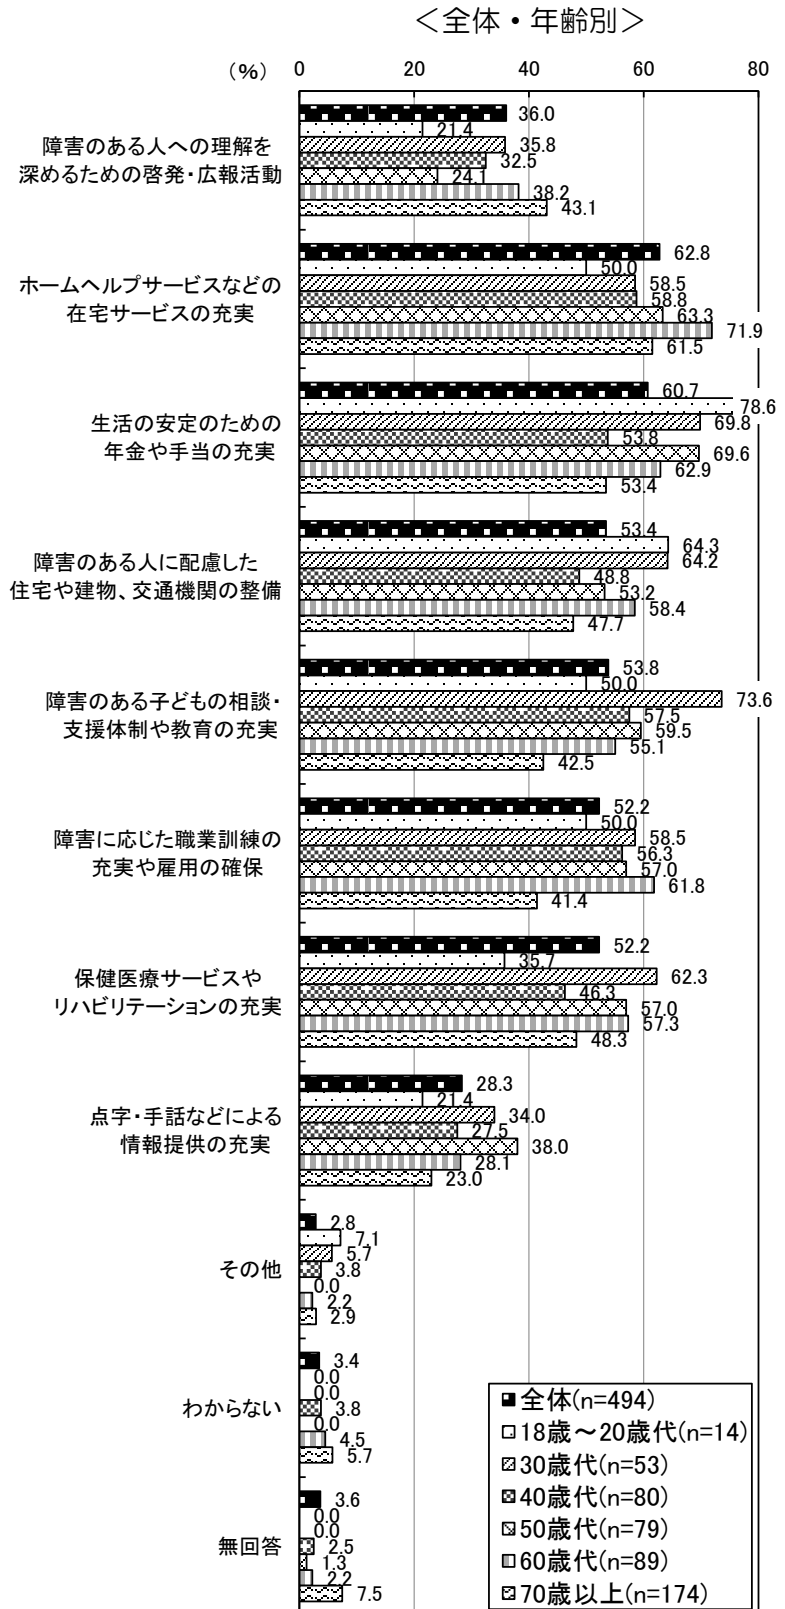 ＜全体・年齢別＞
（%） 0 20 40 60 80
障害のある人への理解を
深めるための啓発・広報活動
36.0
21.4
35.8
32.5
24.1
38.2
43.1
ホームヘルプサービスなどの
在宅サービスの充実
62.8
50.0
58.5
58.8
63.3
71.9
61.5
生活の安定のための
年金や手当の充実
60.7
78.6
69.8
53.8
69.6
62.9
53.4
障害のある人に配慮した
住宅や建物、交通機関の整備
53.4
64.3
64.2
48.8
53.2
58.4
47.7
障害のある子どもの相談・
支援体制や教育の充実
53.8
50.0
73.6
57.5
59.5
55.1
42.5
障害に応じた職業訓練の
充実や雇用の確保
52.2
50.0
58.5
56.3
57.0
61.8
41.4
保健医療サービスや
リハビリテーションの充実
52.2
35.7
62.3
46.3
57.0
57.3
48.3
点字・手話などによる
情報提供の充実
28.3
21.4
34.0
27.5
38.0
28.1
23.0
その他
2.8
7.1
5.7
3.8
0.0
2.2
2.9
わからない
3.4
0.0
0.0
3.8
0.0
4.5
5.7
無回答
3.6
0.0
0.0
2.5
1.3
2.2
7.5
全体(n=494)
18歳～20歳代(n=14)
30歳代(n=53)
40歳代(n=80)
50歳代(n=79)
60歳代(n=89)
70歳以上(n=174)